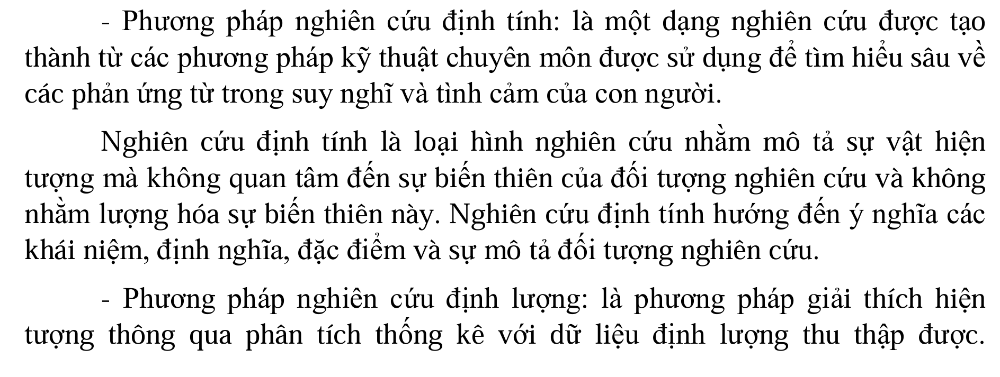 - Phương pháp nghiên cứu định tính: là một dạng nghiên cứu được tạo
thành từ các phương pháp kỹ thuật chuyên môn được sử dụng để tìm hiểu sâu về
các phản ứng từ trong suy nghĩ và tình cảm của con người.
Nghiên cứu định tính là loại hình nghiên cứu nhằm mô tả sự vật hiện
tượng mà không quan tâm đến sự biến thiên của đối tượng nghiên cứu và không
nhằm lượng hóa sự biến thiên này. Nghiên cứu định tính hướng đến ý nghĩa các
khái niệm, định nghĩa, đặc điểm và sự mô tả đối tượng nghiên cứu.
- Phương pháp nghiên cứu định lượng: là phương pháp giải thích hiện
tượng thông qua phân tích thống kê với dữ liệu định lượng thu thập được.